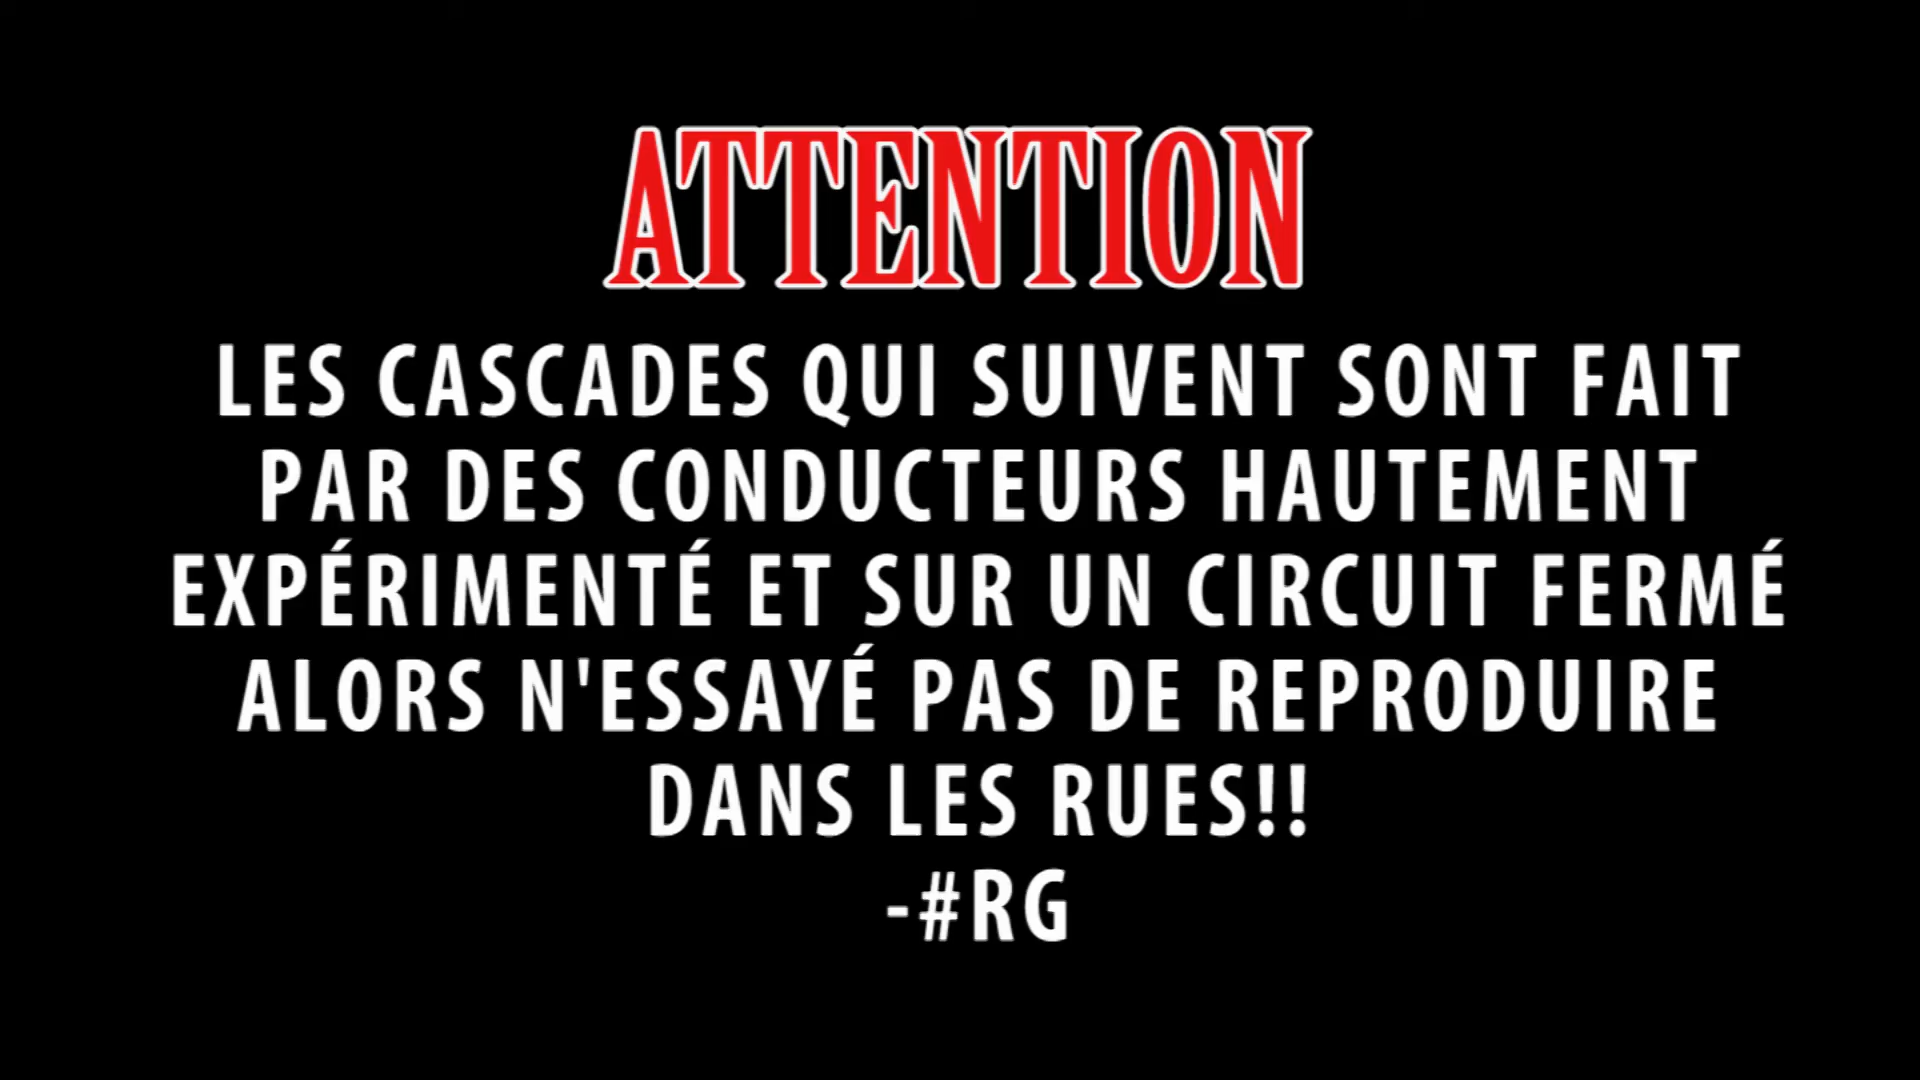 ATTENTION
LES CASCADES QUI SUIVENT SONT FAIT
PAR DES CONDUCTEURS HAUTEMENT
EXPÉRIMENTÉ ET SUR UN CIRCUIT FERMÉ
ALORS N'ESSAYÉ PAS DE REPRODUIRE
DANS LES RUES!!
-#RG